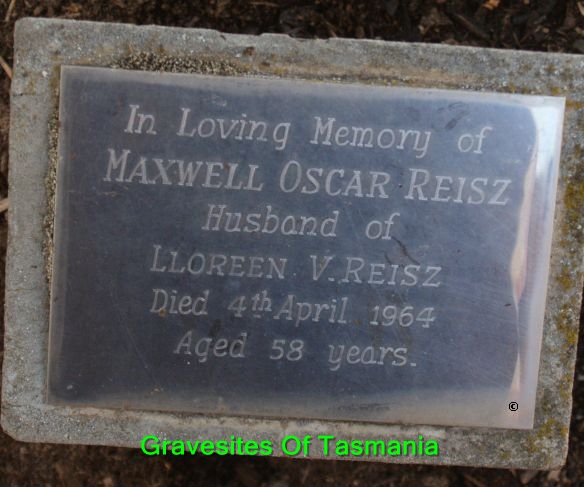 In Loving Memory of
MAXWELL OSCAR REISZ
Husband of
LLOREEN V. REISZ
Died 4th April 1964
Aged 58 years.
©
Gravesites Of Tasmania